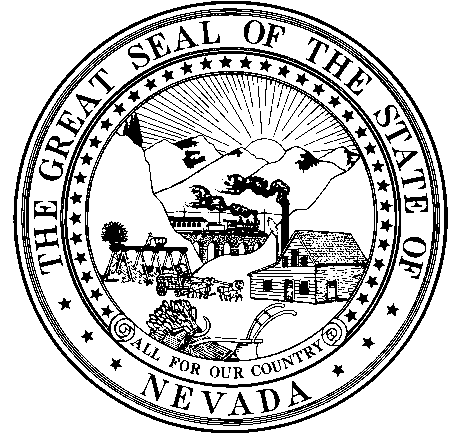 THE GREAT SEAL OF THE STATE OF
NEVADA
ALL FOR OUR COUNTRY